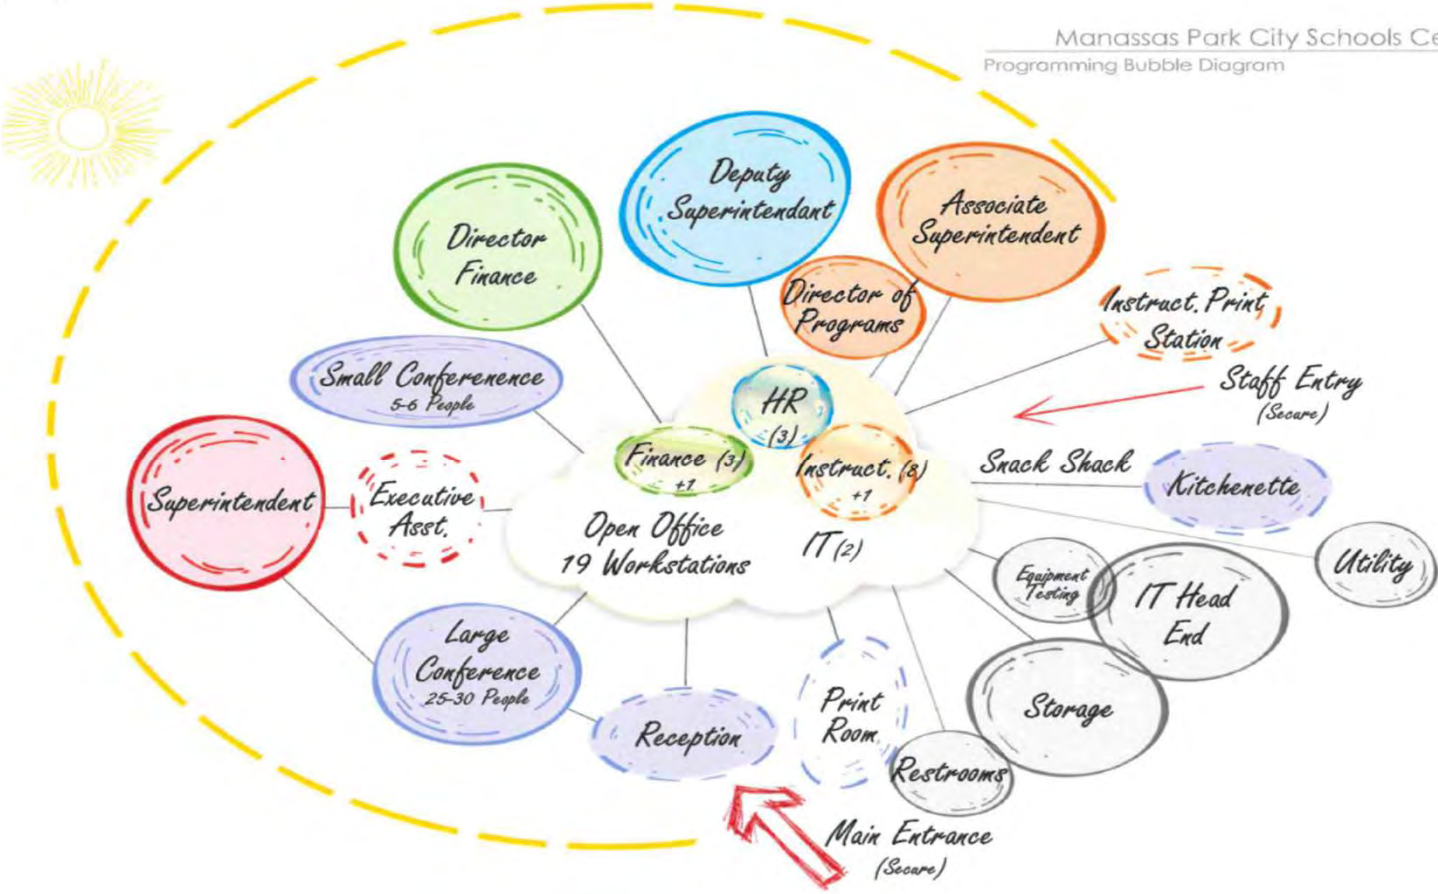 Manassas Park City Schools Ce
Programming Bubble Diagram
Deputy
Superintendant
Associate
Superintendent
Director
Finance
Director of
Programs
Instruct. Print
Station
Small Conferenence
5-6 People
HR
(3)
Staff Entry
(Secure)
Finance (3)
+1
Instruct. (8)
+1
Snack Shack
Kitchenette
Superintendent
Executive
Asst.
Open Office
19 Workstations
IT (2)
Equipment
Testing
IT Head
End
Utility
Large
Conference
25-30 People
Reception
Print
Room
Storage
Restrooms
Main Entrance
(Secure)